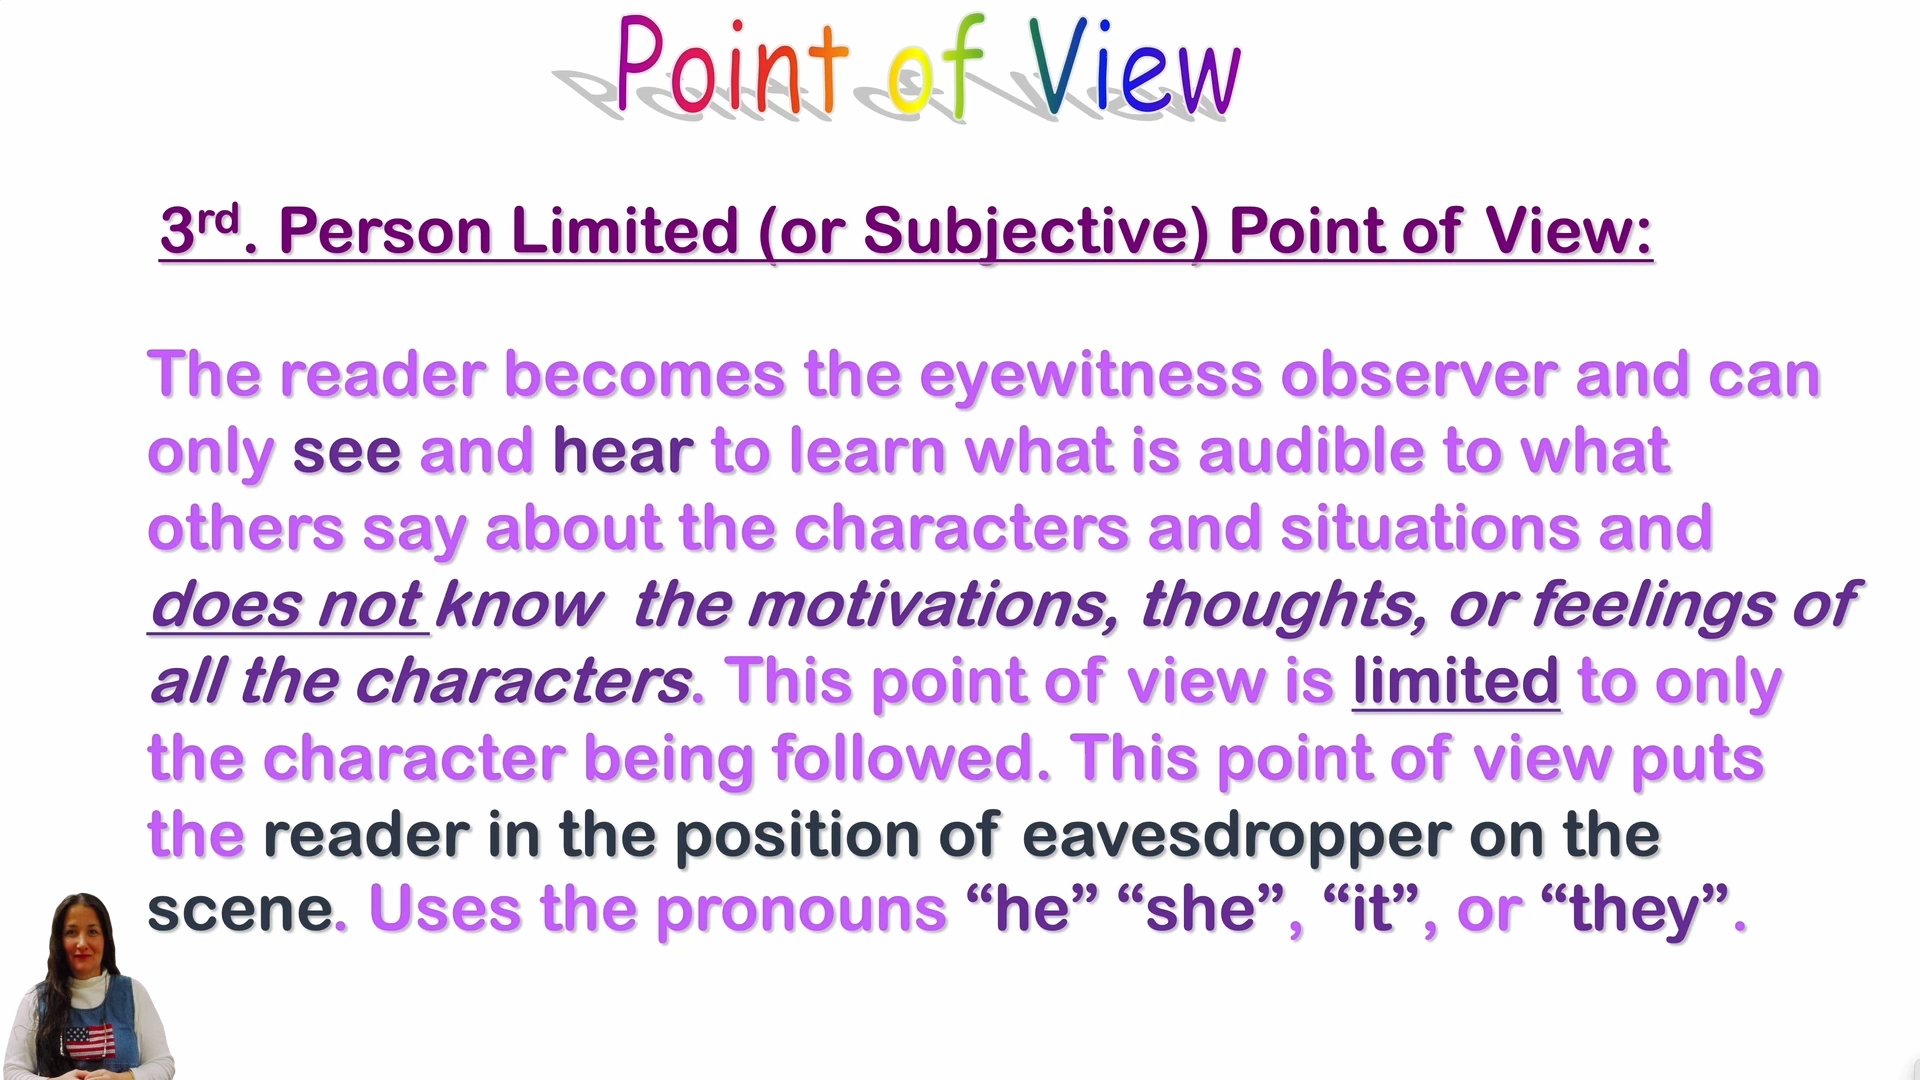 Point of View
3rd. Person Limited (or Subjective) Point of View:
The reader becomes the eyewitness observer and can
only see and hear to learn what is audible to what
others say about the characters and situations and
does not know the motivations, thoughts, or feelings of
all the characters. This point of view is limited to only
the character being followed. This point of view puts
the reader in the position of eavesdropper on the
scene. Uses the pronouns “he” “she”, “it”, or “they”.